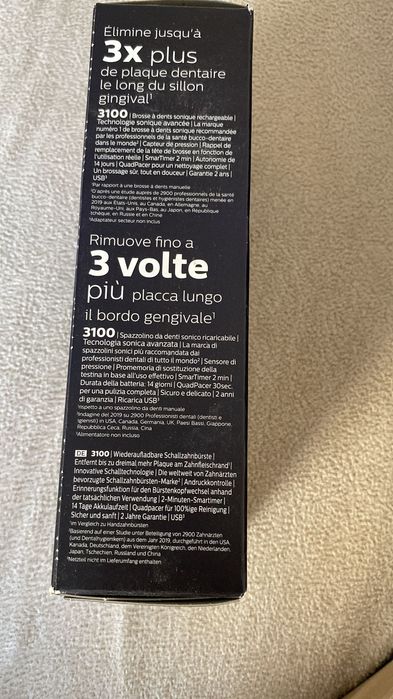 Élimine jusqu'à
3x plus
de plaque dentaire
le long du sillon
gingival¹
3100 | Brosse à dents sonique rechargeable |
Technologie sonique avancée | La marque
numéro 1 de brosse à dents sonique recommandée
par les professionnels de la santé bucco-dentaire
dans le monde² | Capteur de pression | Rappel de
remplacement de la tête de brosse en fonction de
l'utilisation réelle | SmarTimer 2 min | Autonomie de
14 jours | QuadPacer pour un nettoyage complet |
Un brossage sûr, tout en douceur | Garantie 2 ans |
USB³
¹Par rapport à une brosse à dents manuelle
²D'après une étude auprès de 2900 professionnels de la santé
bucco-dentaire (dentistes et hygiénistes dentaires) menée en
2019 aux États-Unis, au Canada, en Allemagne, au
Royaume-Uni, aux Pays-Bas, au Japon, en République
tchèque, en Russie et en Chine
³Adaptateur secteur non inclus
Rimuove fino a
3 volte
più placca lungo
il bordo gengivale¹
3100 | Spazzolino da denti sonico ricaricabile |
Tecnologia sonica avanzata | La marca di
spazzolini sonici più raccomandata dai
professionisti dentali di tutto il mondo² | Sensore di
pressione | Promemoria di sostituzione della
testina in base all'uso effettivo | SmarTimer 2 min |
Durata della batteria: 14 giorni | QuadPacer 30sec.
per una pulizia completa | Sicuro e delicato | 2 anni
di garanzia | Ricarica USB³
¹rispetto a uno spazzolino da denti manuale
²Indagine del 2019 su 2900 Professionisti dentali (dentisti e
igienisti) in USA, Canada, Germania, UK, Paesi Bassi, Giappone,
Repubblica Ceca, Russia, Cina
³Alimentatore non incluso
DE 3100 | Wiederaufladbare Schallzahnbürste |
Entfernt bis zu dreimal mehr Plaque am Zahnfleischrand¹ |
Innovative Schalltechnologie | Die weltweit von Zahnärzten
bevorzugte Schallzahnbürsten-Marke² | Andruckkontrolle |
Erinnerungsfunktion für den Bürstenkopfwechsel anhand
der tatsächlichen Verwendung | 2-Minuten-Smartimer |
14 Tage Akkulaufzeit | Quadpacer für 100%ige Reinigung |
Sicher und sanft | 2 Jahre Garantie | USB³
¹im Vergleich zu Handzahnbürsten
²Basierend auf einer Studie unter Beteiligung von 2900 Zahnärzten
(und Dentalhygienikern) aus dem Jahr 2019, durchgeführt in den USA
Kanada, Deutschland, dem Vereinigten Königreich, den Niederlanden,
Japan, Tschechien, Russland und China
³Netzteil nicht im Lieferumfang enthalten